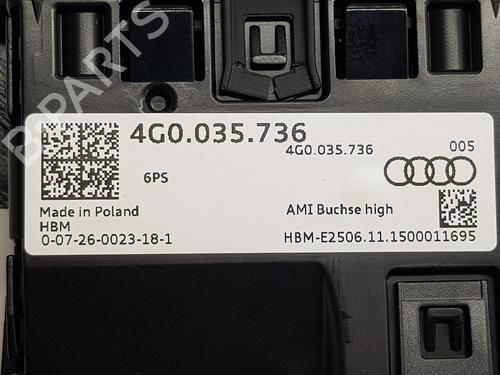 4G0.035.736
4G0.035.736
005
6PS
Made in Poland
HBM
0-07-26-0023-18-1
AMI Buchse high
HBM-E2506.11.1500011695
B-PARTS